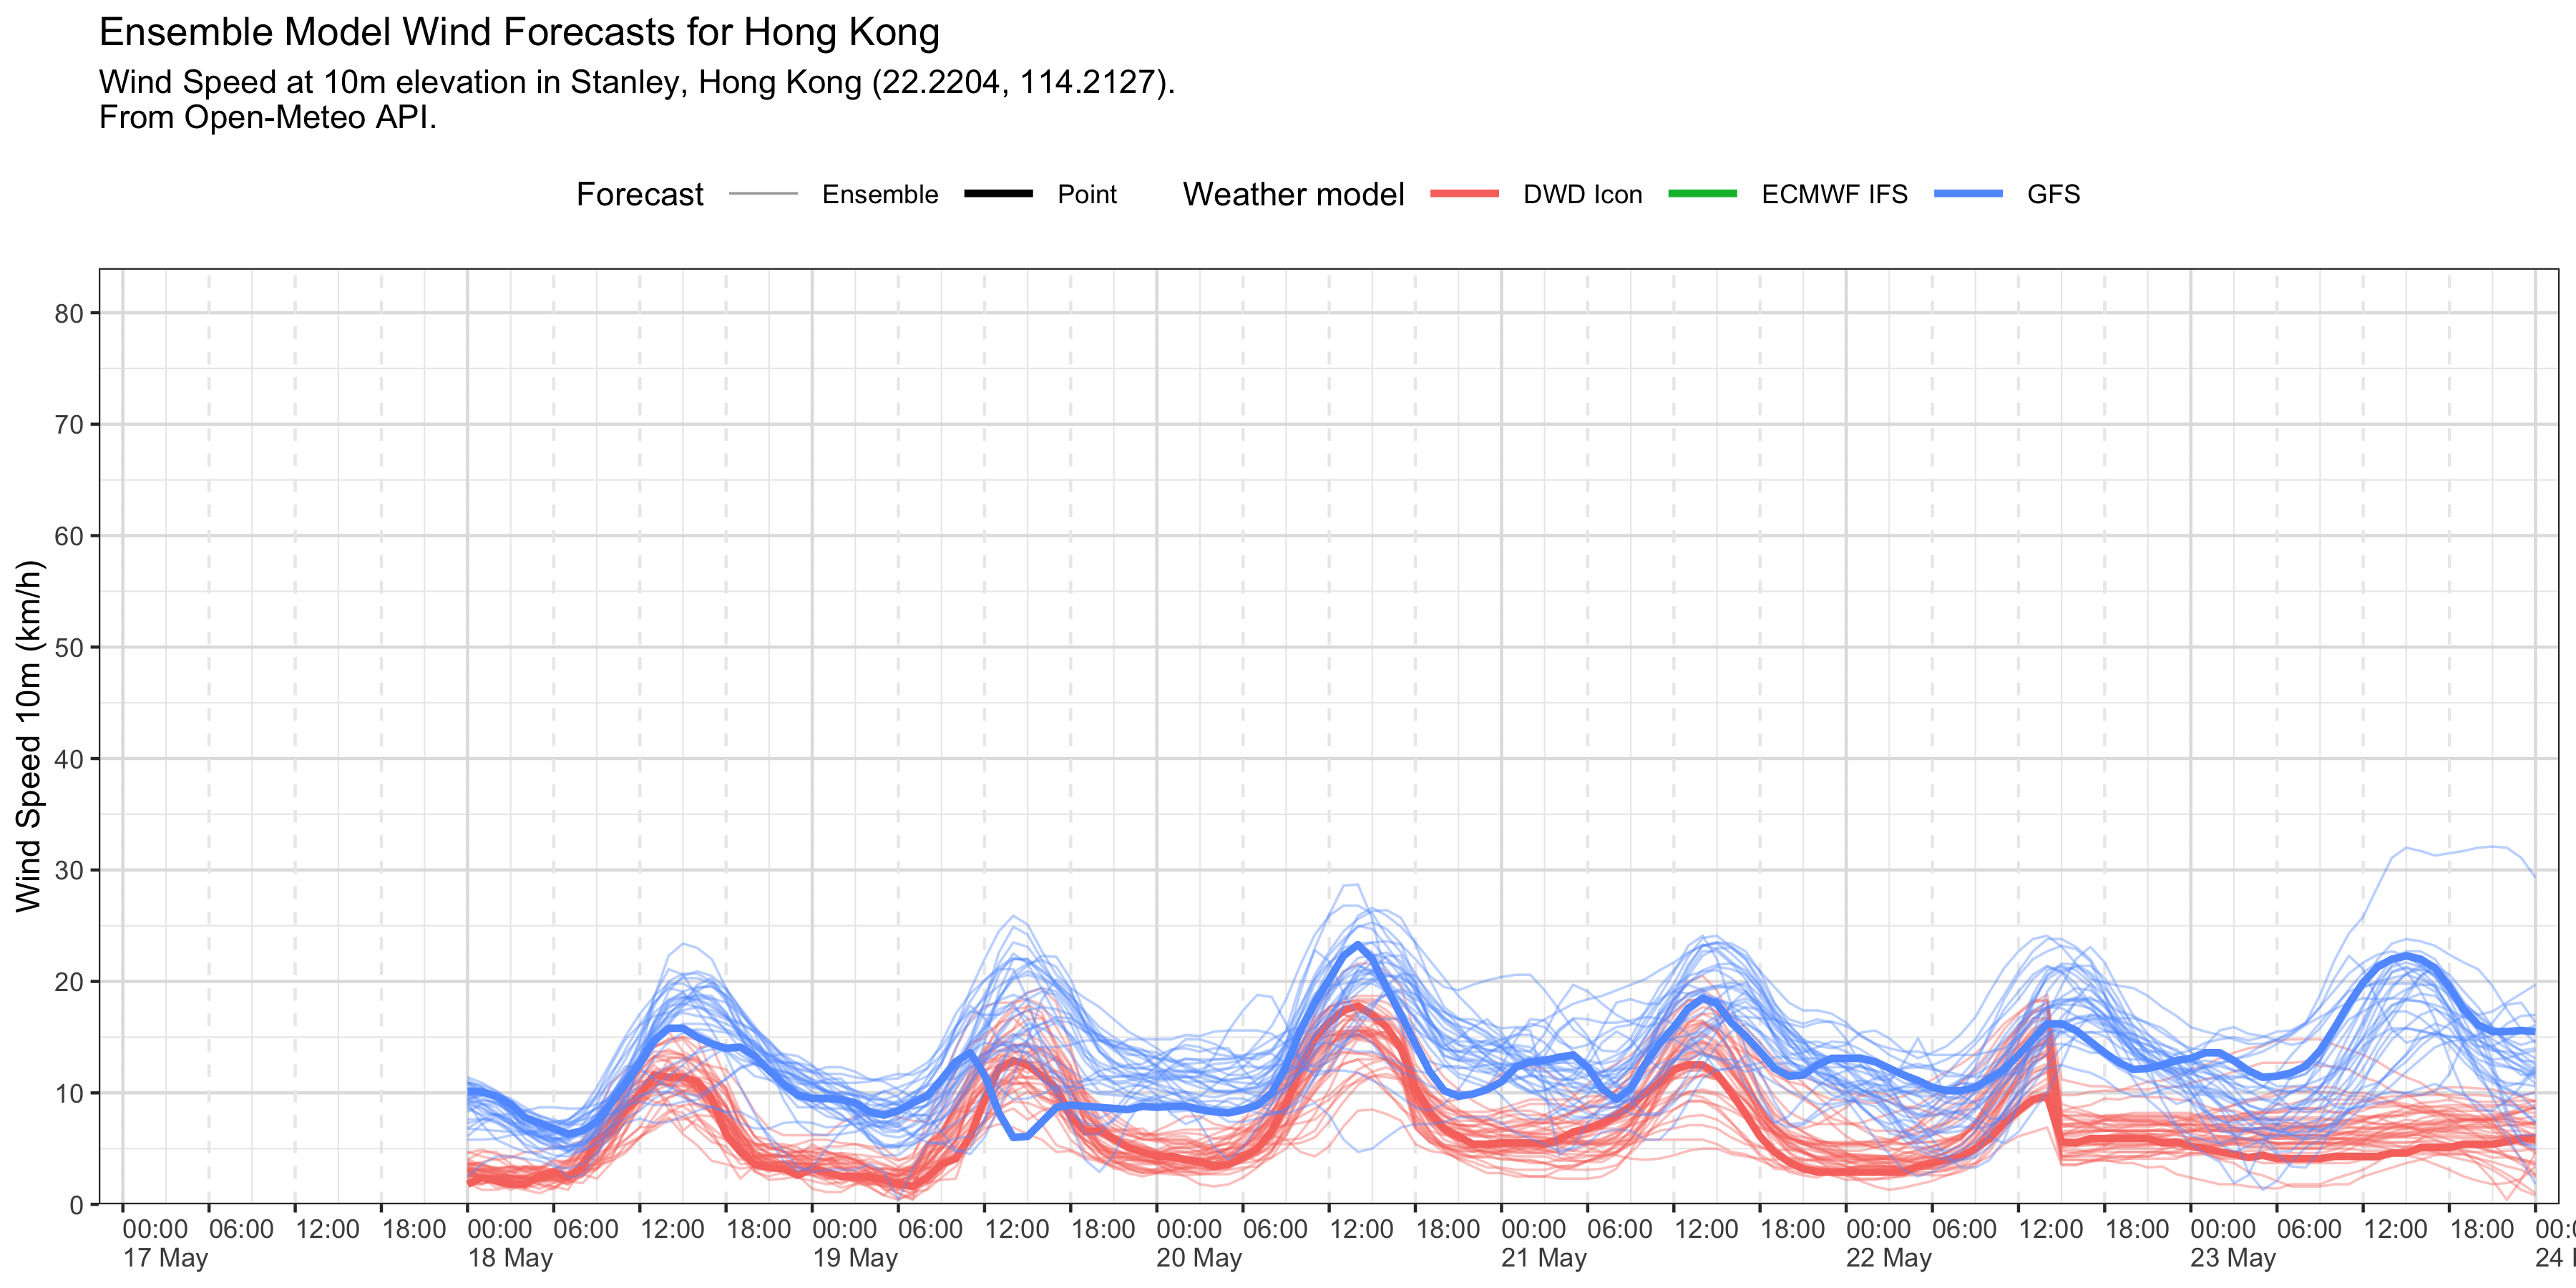 Ensemble Model Wind Forecasts for Hong Kong
Wind Speed at 10m elevation in Stanley, Hong Kong (22.2204, 114.2127).
From Open-Meteo API.
Forecast Ensemble Point Weather model DWD Icon ECMWF IFS GFS
Wind Speed 10m (km/h)
80
70
60
50
40
30
20
10
0
00:00 06:00 12:00 18:00 00:00 06:00 12:00 18:00 00:00 06:00 12:00 18:00 00:00 06:00 12:00 18:00 00:00 06:00 12:00 18:00 00:00 06:00 12:00 18:00 00:00 06:00 12:00 18:00 00:0
17 May 18 May 19 May 20 May 21 May 22 May 23 May 24